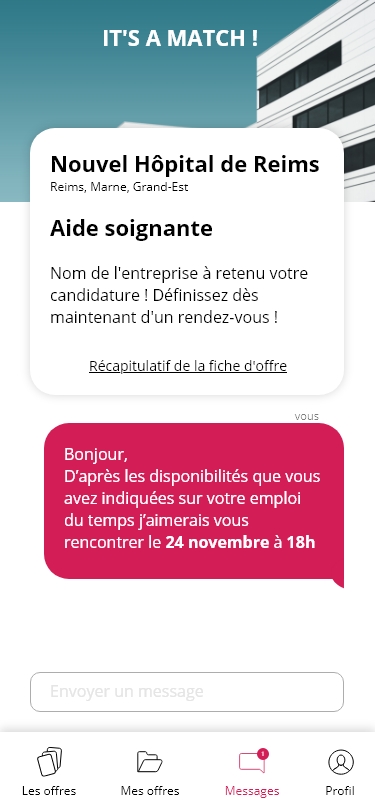 IT'S A MATCH !
Nouvel Hôpital de Reims
Reims, Marne, Grand-Est
Aide soignante
Nom de l'entreprise à retenu votre
candidature ! Définissez dès
maintenant d'un rendez-vous !
Récapitulatif de la fiche d'offre
vous
Bonjour,
D’après les disponibilités que vous
avez indiquées sur votre emploi
du temps j’aimerais vous
rencontrer le 24 novembre à 18h
Envoyer un message
1
Les offres
Mes offres
Messages
Profil